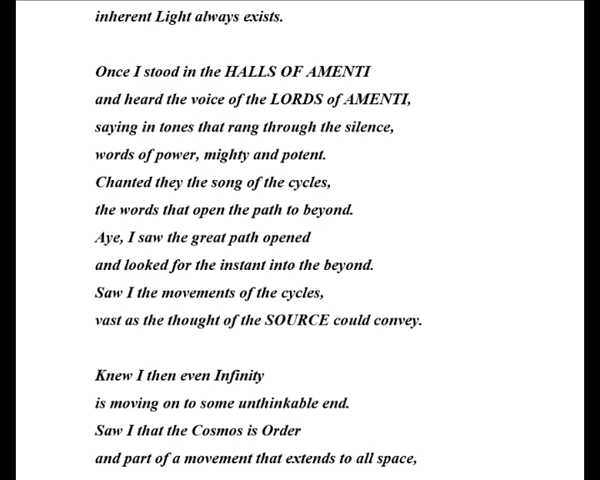 inherent Light always exists.
Once I stood in the HALLS OF AMENTI
and heard the voice of the LORDS of AMENTI,
saying in tones that rang through the silence,
words of power, mighty and potent.
Chanted they the song of the cycles,
the words that open the path to beyond.
Aye, I saw the great path opened
and looked for the instant into the beyond.
Saw I the movements of the cycles,
vast as the thought of the SOURCE could convey.
Knew I then even Infinity
is moving on to some unthinkable end.
Saw I that the Cosmos is Order
and part of a movement that extends to all space,